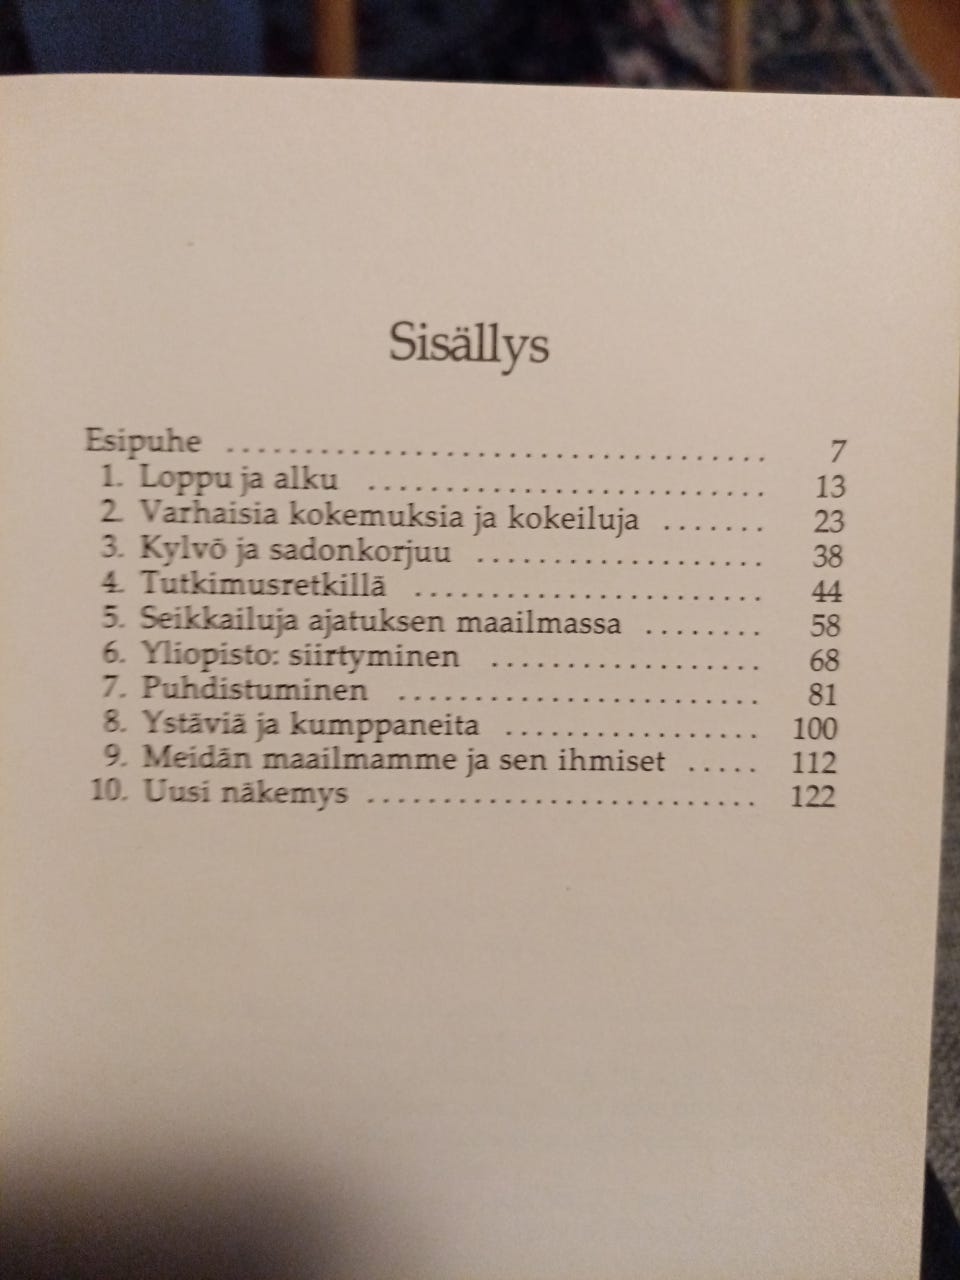 Sisällys
Esipuhe .................................... 7
1. Loppu ja alku .......................... 13
2. Varhaisia kokemuksia ja kokeiluja ....... 23
3. Kylvö ja sadonkorjuu ................... 38
4. Tutkimusretkillä ....................... 44
5. Seikkailuja ajatuksen maailmassa ........ 58
6. Yliopisto: siirtyminen .................. 68
7. Puhdistuminen ........................ 81
8. Ystäviä ja kumppaneita ................. 100
9. Meidän maailmamme ja sen ihmiset ..... 112
10. Uusi näkemys .......................... 122